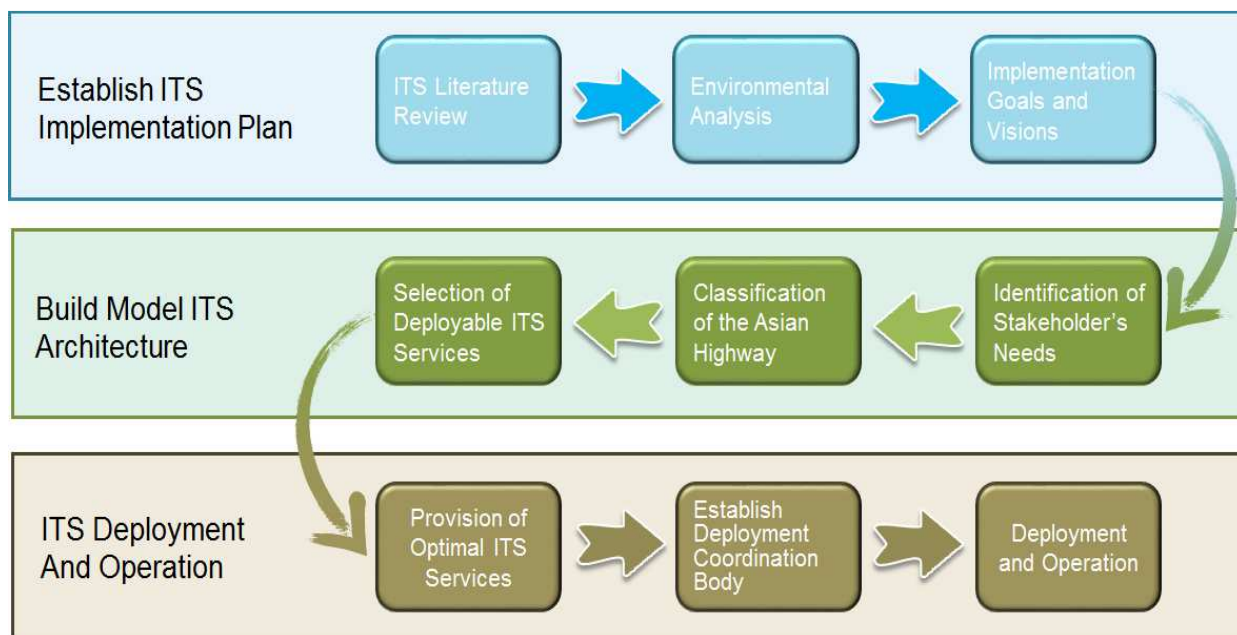 Establish ITS
Implementation Plan
ITS Literature
Review
Environmental
Analysis
Implementation
Goals and
Visions
Build Model ITS
Architecture
Selection of
Deployable ITS
Services
Classification
of the Asian
Highway
Identification of
Stakeholder's
Needs
ITS Deployment
And Operation
Provision of
Optimal ITS
Services
Establish
Deployment
Coordination
Body
Deployment
and Operation